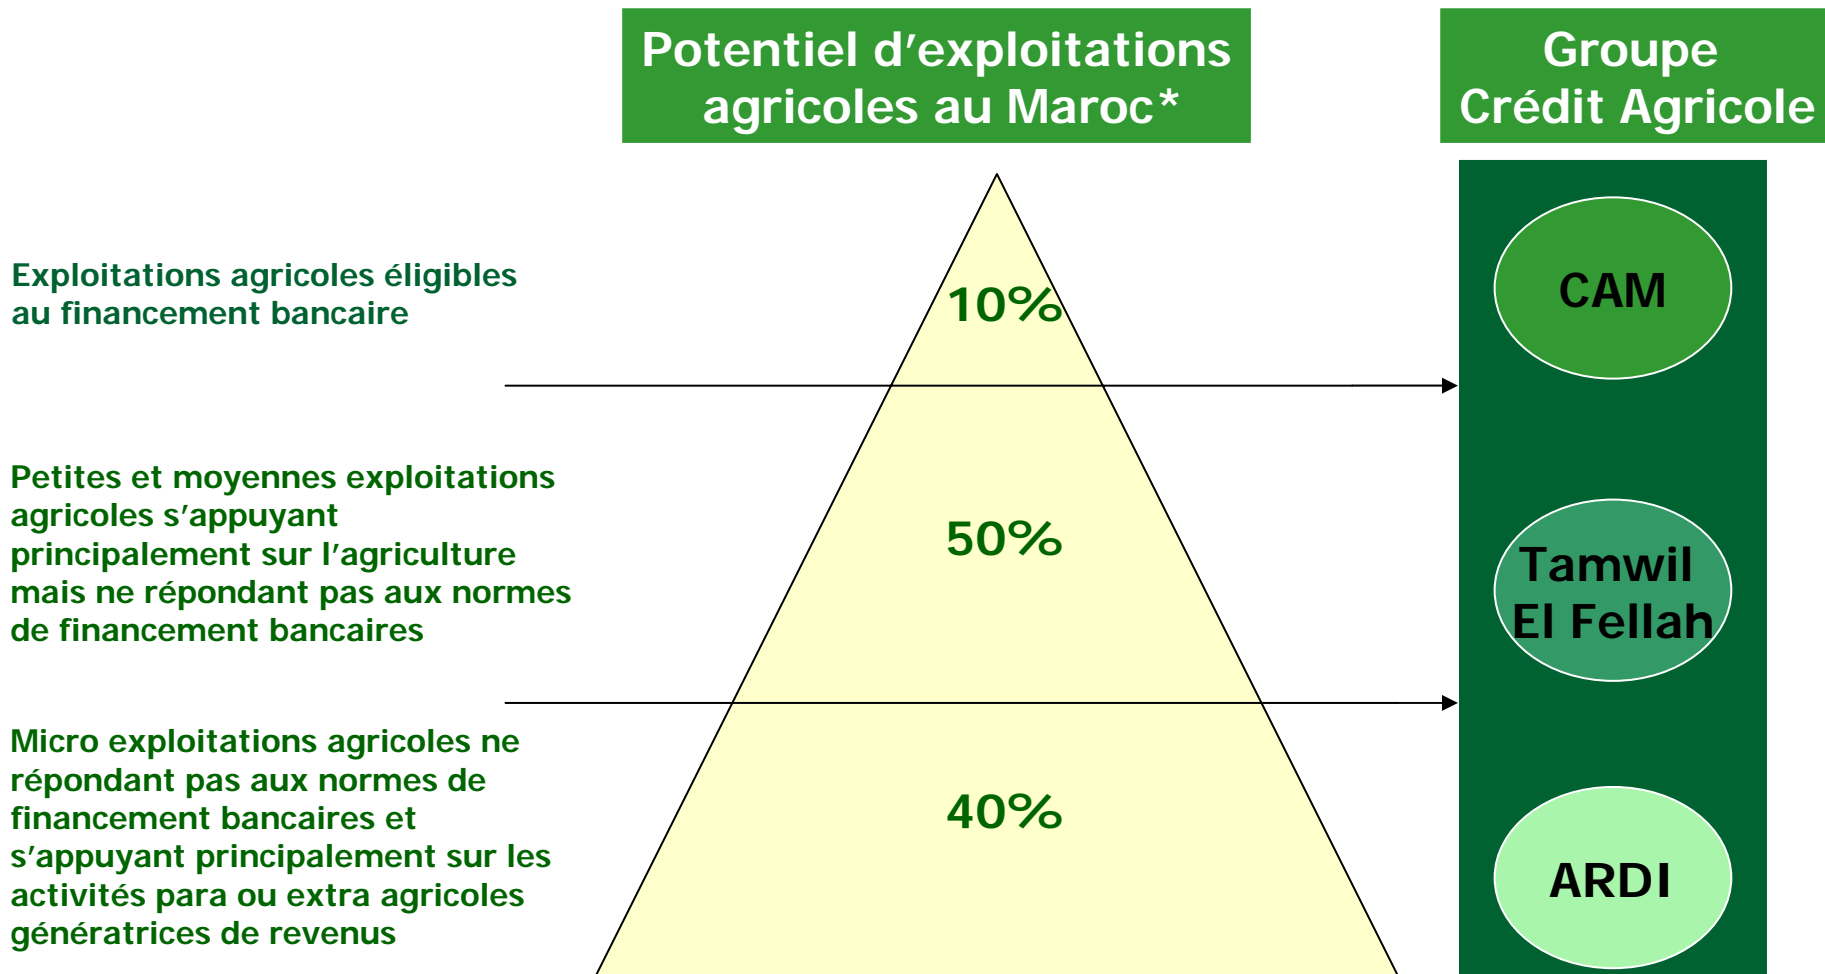 Potentiel d’exploitations
agricoles au Maroc*
Groupe
Crédit Agricole
Exploitations agricoles éligibles
au financement bancaire
10%
CAM
Petites et moyennes exploitations
agricoles s’appuyant
principalement sur l’agriculture
mais ne répondant pas aux normes
de financement bancaires
50%
Tamwil
El Fellah
Micro exploitations agricoles ne
répondant pas aux normes de
financement bancaires et
s’appuyant principalement sur les
activités para ou extra agricoles
génératrices de revenus
40%
ARDI